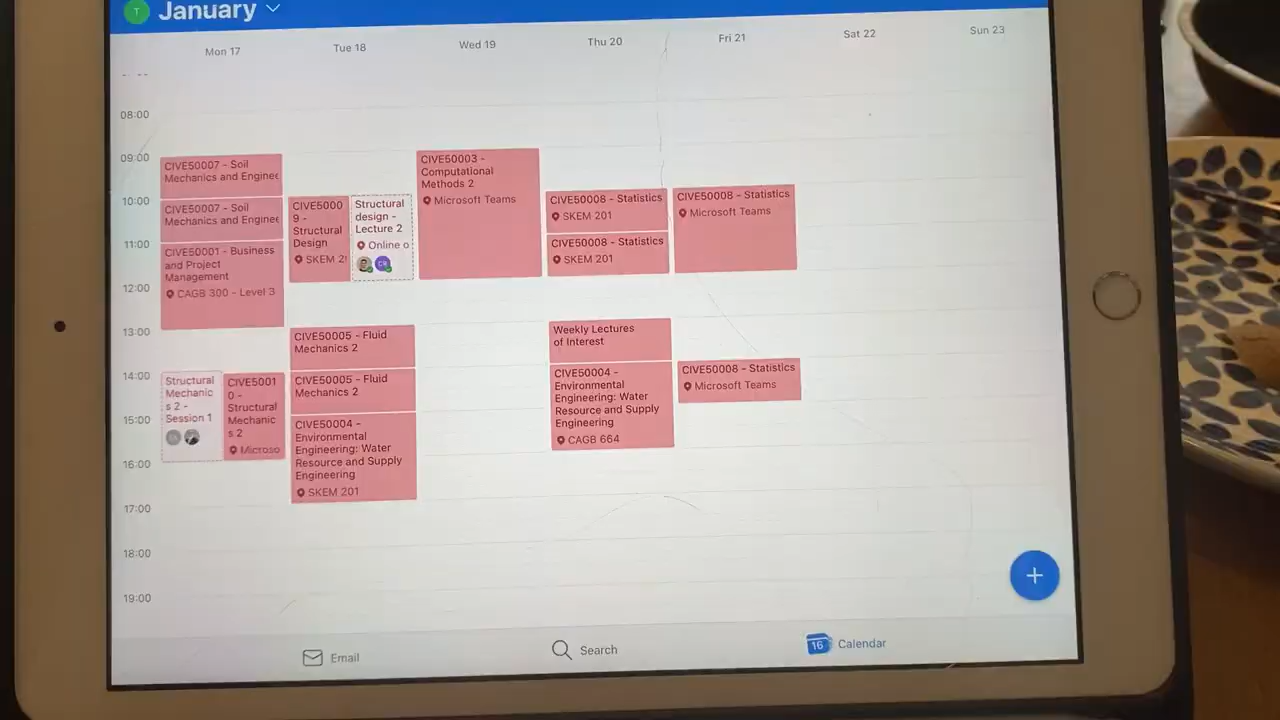 T
January
Mon 17
Tue 18
Wed 19
Thu 20
Fri 21
Sat 22
Sun 23
08:00
09:00
10:00
11:00
12:00
13:00
14:00
15:00
16:00
17:00
18:00
19:00
CIVE50007 - Soil
Mechanics and Enginee
CIVE50007 - Soil
Mechanics and Enginee
CIVE50001 - Business
and Project
Management
CAGB 300 - Level 3
Structural
Mechanic
s 2 -
Session 1
CIVE5001
0 -
Structural
Mechanic
s 2
Microso
CIVE5000
9 -
Structural
Design
SKEM 2
Structural
design -
Lecture 2
Online o
CR
CIVE50005 - Fluid
Mechanics 2
CIVE50005 - Fluid
Mechanics 2
CIVE50004 -
Environmental
Engineering: Water
Resource and Supply
Engineering
SKEM 201
CIVE50003 -
Computational
Methods 2
Microsoft Teams
CIVE50008 - Statistics
SKEM 201
CIVE50008 - Statistics
SKEM 201
Weekly Lectures
of Interest
CIVE50004 -
Environmental
Engineering: Water
Resource and Supply
Engineering
CAGB 664
CIVE50008 - Statistics
Microsoft Teams
CIVE50008 - Statistics
Microsoft Teams
Email
Search
16
Calendar